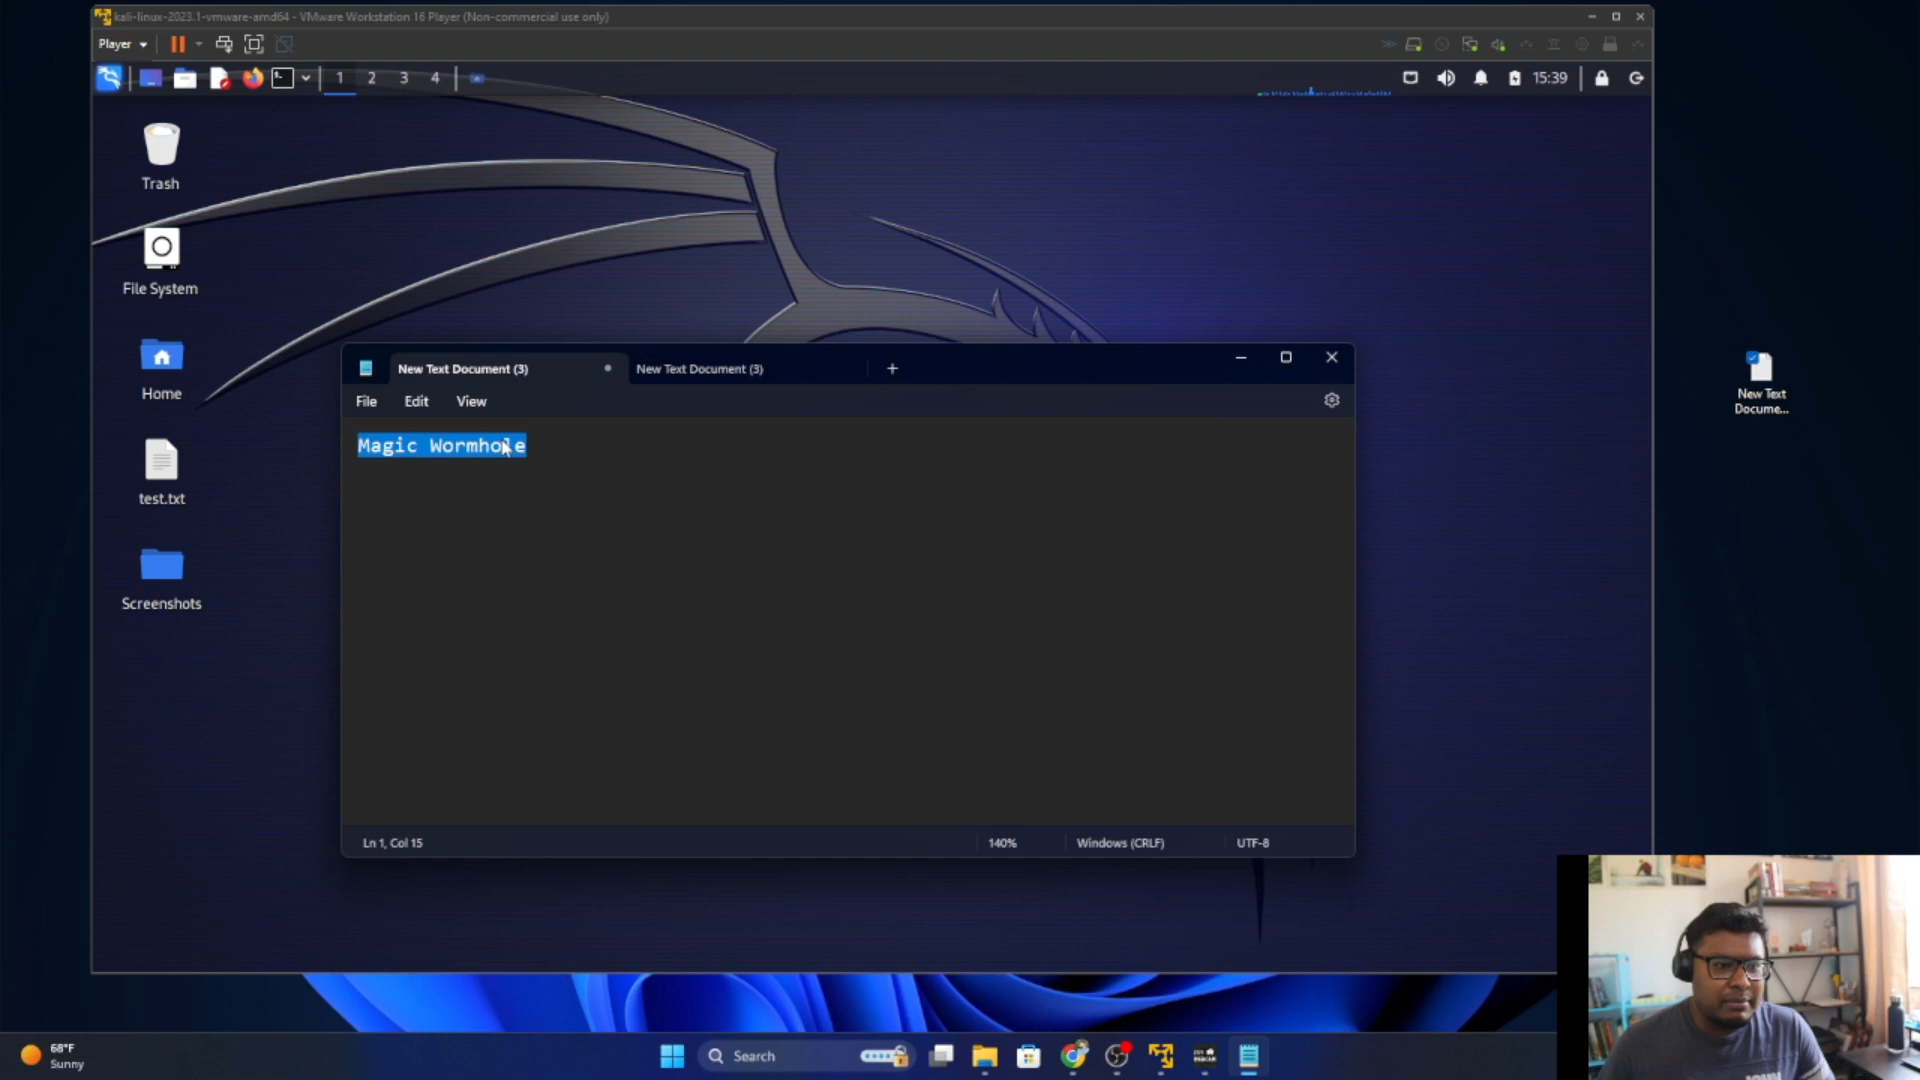 kali-linux-2023.1-vmware-amd64 - VMware Workstation 16 Player (Non-commercial use only)
Player
1 2 3 4
15:39
Trash
File System
Home
test.txt
Screenshots
New Text Document (3)
New Text Document (3)
File Edit View
Magic Wormhole
Ln 1, Col 15
140%
Windows (CRLF)
UTF-8
New Text
Docume...
68°F
Sunny
Search